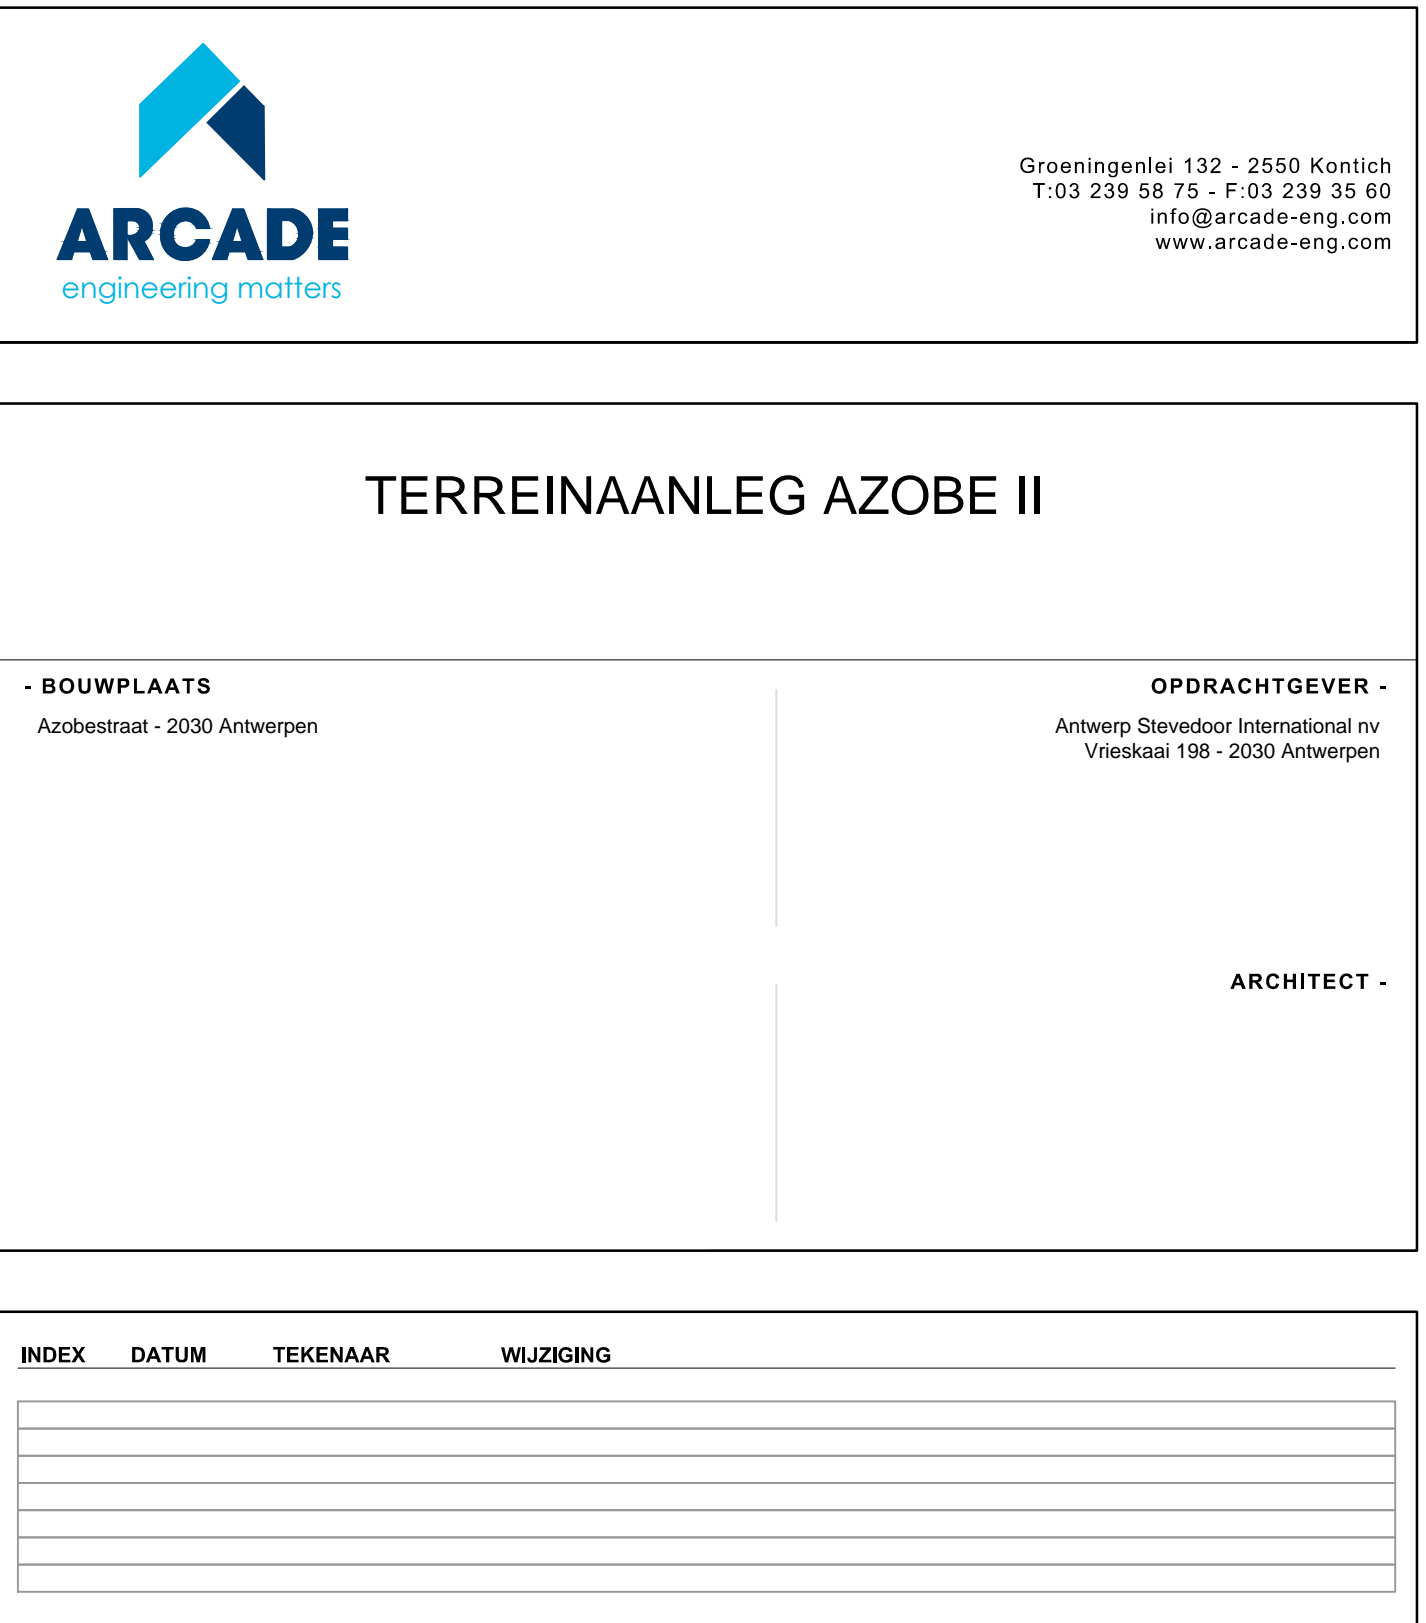 ARCADE
engineering matters
Groeningenlei 132 - 2550 Kontich
T:03 239 58 75 - F:03 239 35 60
info@arcade-eng.com
www.arcade-eng.com
TERREINAANLEG AZOBE II
- BOUWPLAATS
Azobestraat - 2030 Antwerpen
OPDRACHTGEVER -
Antwerp Stevedoor International nv
Vrieskaai 198 - 2030 Antwerpen
ARCHITECT -
INDEX DATUM TEKENAAR WIJZIGING